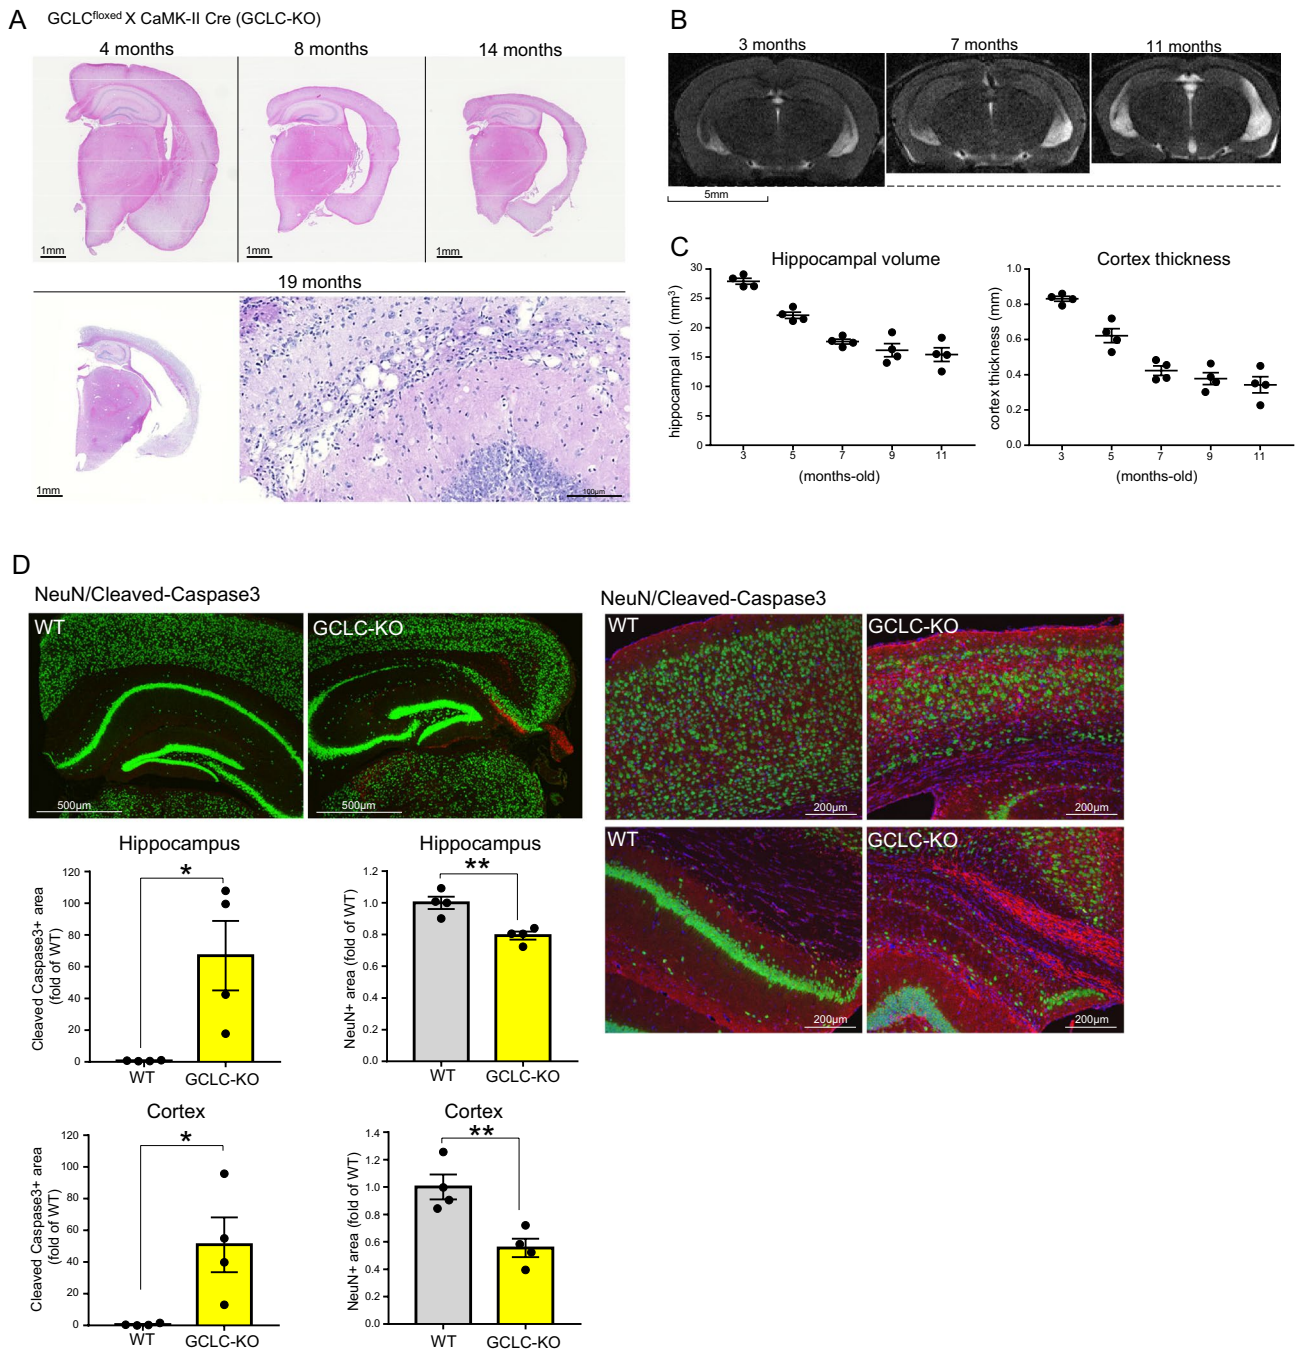 A
GCLCfloxed X CaMK-II Cre (GCLC-KO)
4 months
8 months
14 months
1mm
1mm
1mm
19 months
1mm
100µm
B
3 months
7 months
11 months
5mm
C
Hippocampal volume
hippocampal vol. (mm3)
30
25
20
15
10
5
0
3
5
7
9
11
(months-old)
Cortex thickness
cortex thickness (mm)
1.0
0.8
0.6
0.4
0.2
0.0
3
5
7
9
11
(months-old)
D
NeuN/Cleaved-Caspase3
WT
GCLC-KO
500µm
500µm
NeuN/Cleaved-Caspase3
WT
GCLC-KO
200µm
200µm
WT
GCLC-KO
200µm
200µm
Hippocampus
Cleaved Caspase3+ area
(fold of WT)
120
100
80
60
40
20
0
*
WT
GCLC-KO
Hippocampus
NeuN+ area (fold of WT)
1.2
1.0
0.8
0.6
0.4
0.2
0.0
**
WT
GCLC-KO
Cortex
Cleaved Caspase3+ area
(fold of WT)
120
100
80
60
40
20
0
*
WT
GCLC-KO
Cortex
NeuN+ area (fold of WT)
1.4
1.2
1.0
0.8
0.6
0.4
0.2
0.0
**
WT
GCLC-KO